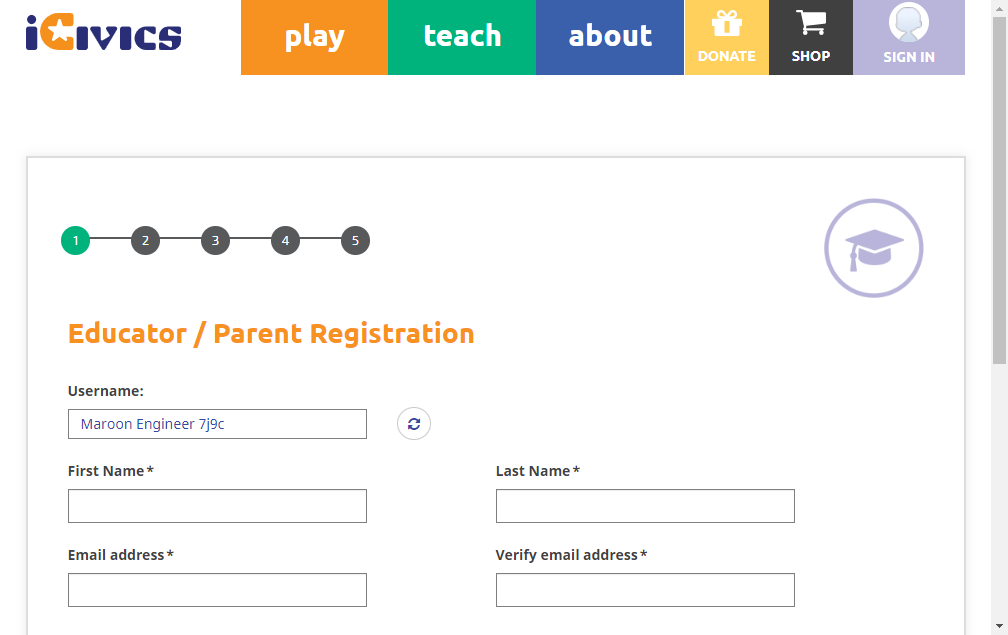 iCivics
play
teach
about
DONATE
SHOP
SIGN IN
1 2 3 4 5
Educator / Parent Registration
Username:
Maroon Engineer 7j9c
First Name* Last Name*
Email address* Verify email address*